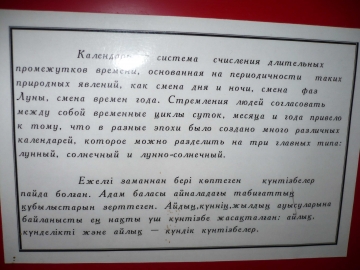 Календарь - система счисления длительных
промежутков времени, основанная на периодичности таких
природных явлений, как смена дня и ночи, смена фаз
Луны, смена времен года. Стремления людей согласовать
между собой временные циклы суток, месяца и года привело
к тому, что в разные эпохи было создано много различных
календарей, которое можно разделить на три главных типа:
лунный, солнечный и лунно-солнечный.
Ежелгі заманнан бері көптеген күнтізбелер
пайда болған. Адам баласы айналадағы табиғаттың
құбылыстарын зерттеген. Айдың,күннің,жылдың ауысуларына
байланысты ең нақты үш күнтізбе жасақталған: айлық,
күнделікті және айлық — күндік күнтізбелер.